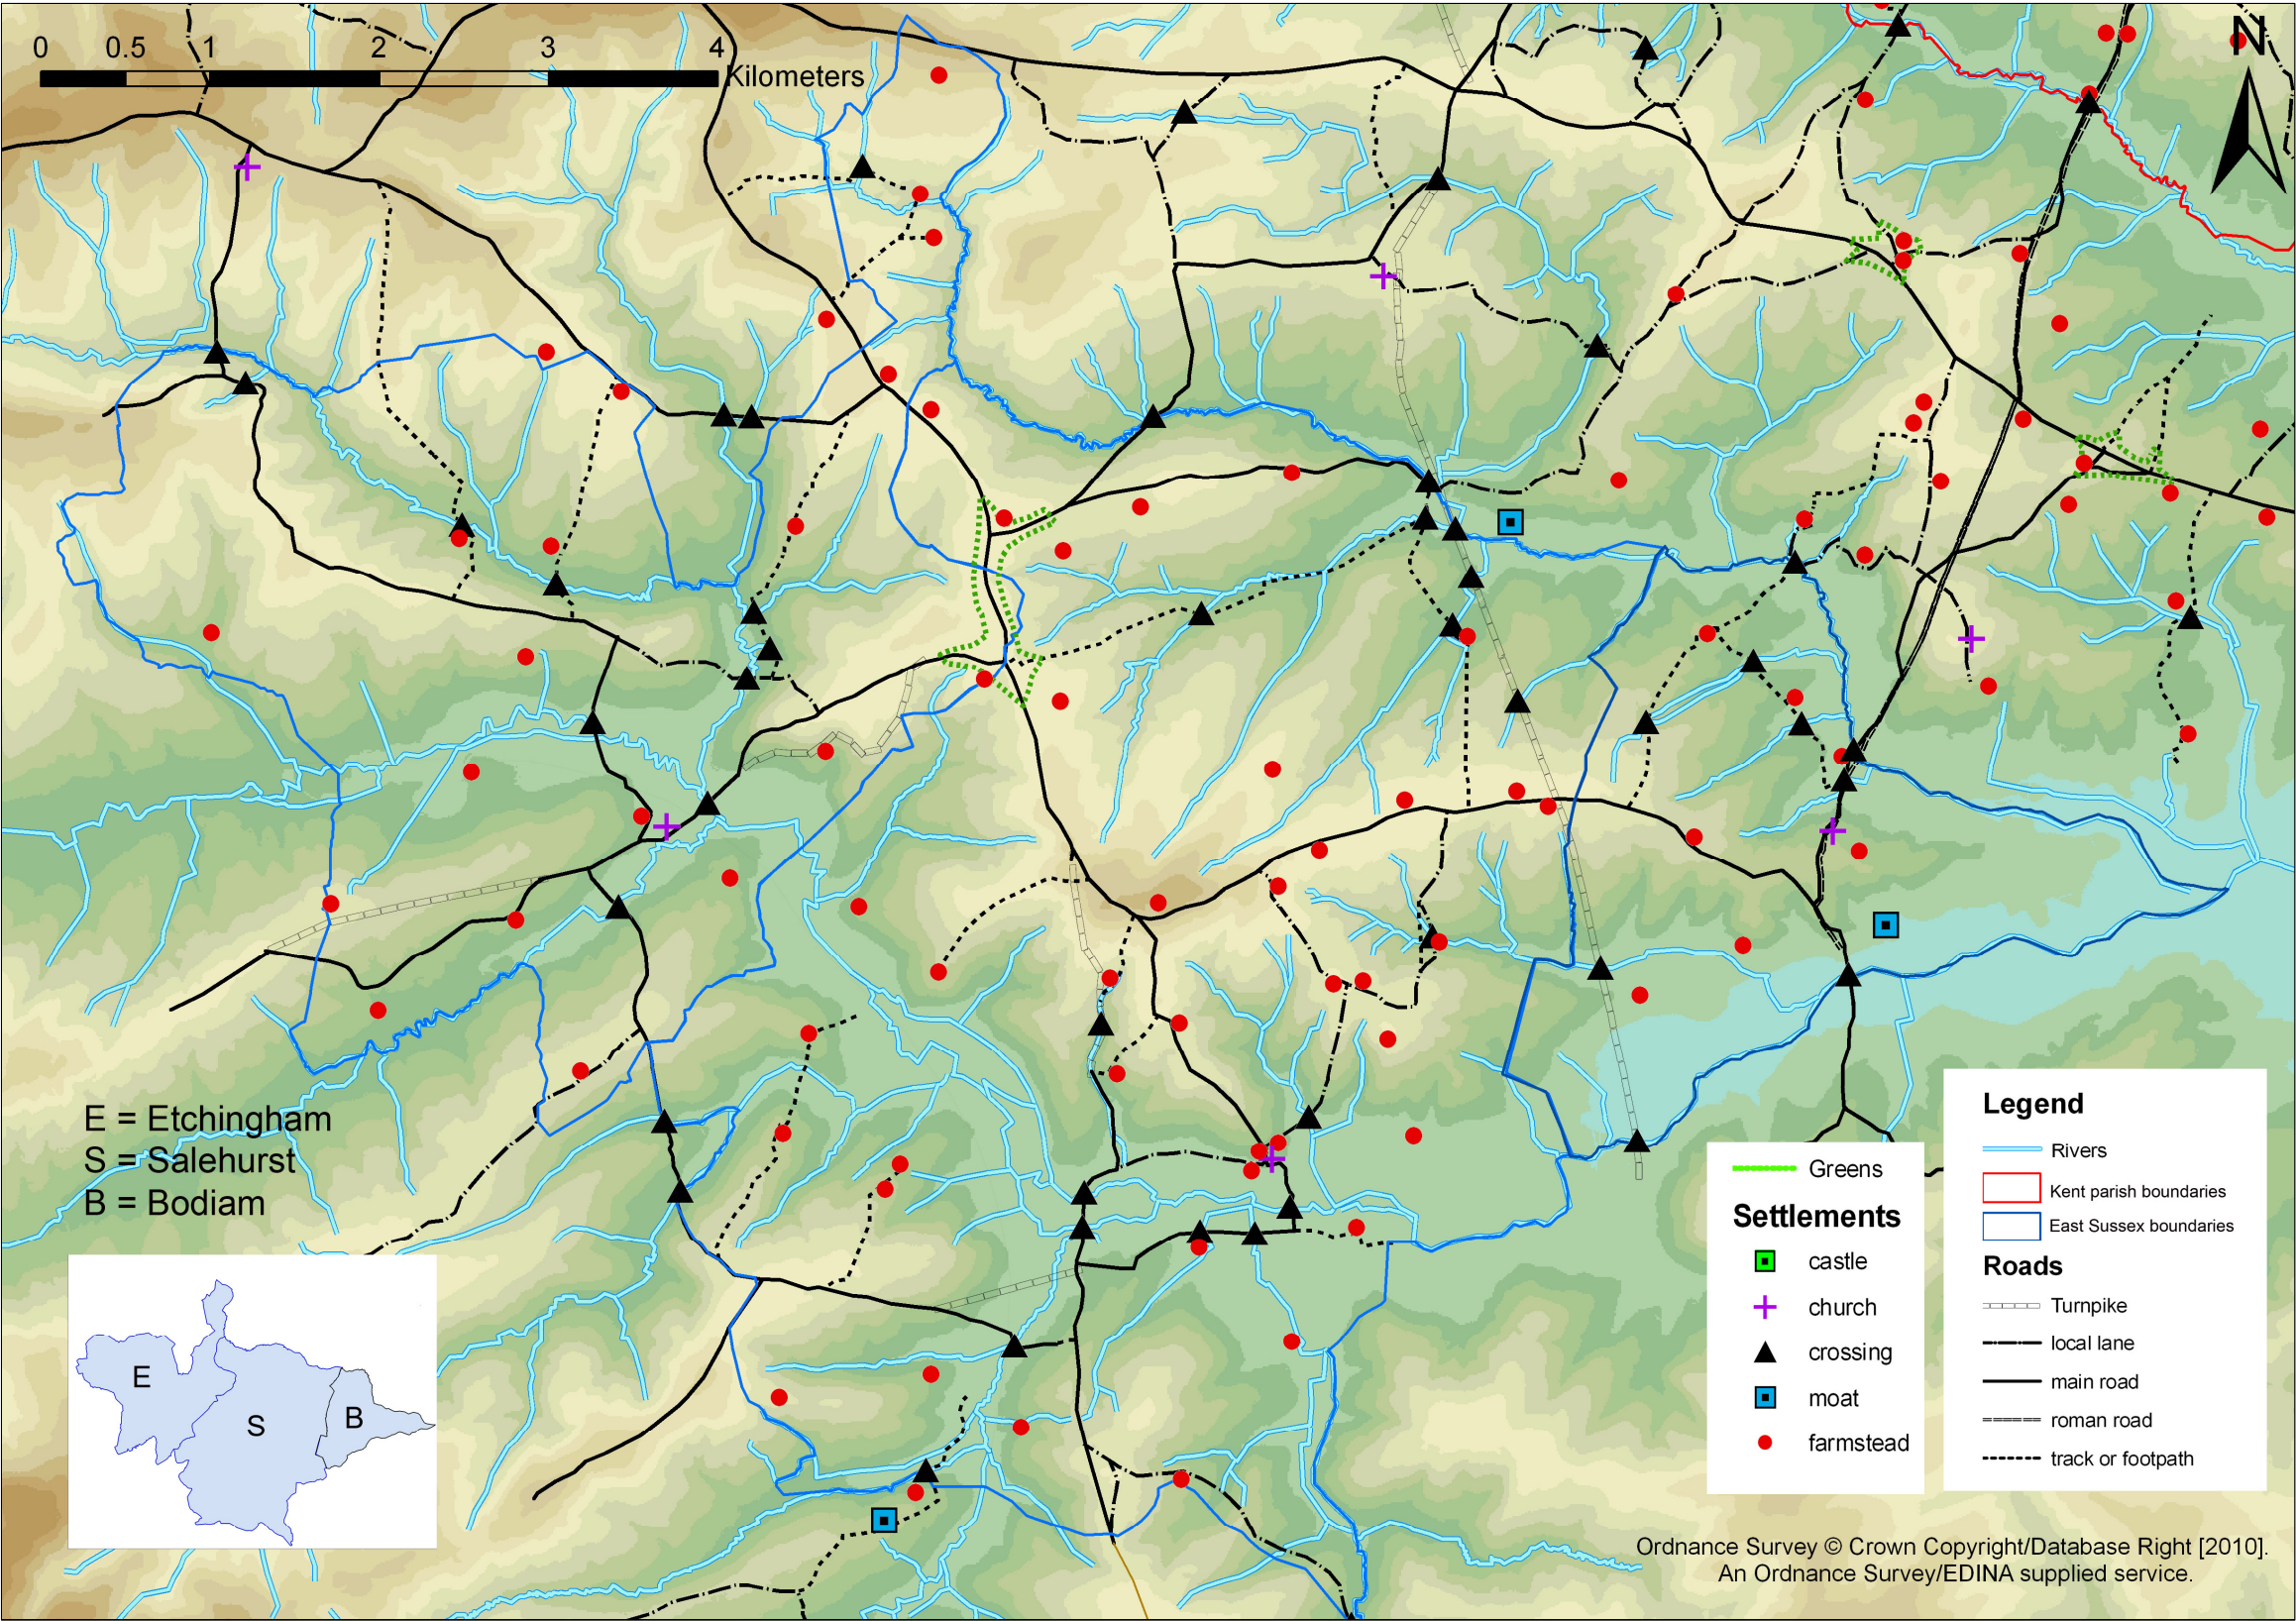 0 0.5 1 2 3 4
Kilometers
N
E = Etchingham
S = Salehurst
B = Bodiam
E
S
B
Greens
Settlements
castle
church
crossing
moat
farmstead
Legend
Rivers
Kent parish boundaries
East Sussex boundaries
Roads
Turnpike
local lane
main road
roman road
track or footpath
Ordnance Survey © Crown Copyright/Database Right [2010].
An Ordnance Survey/EDINA supplied service.